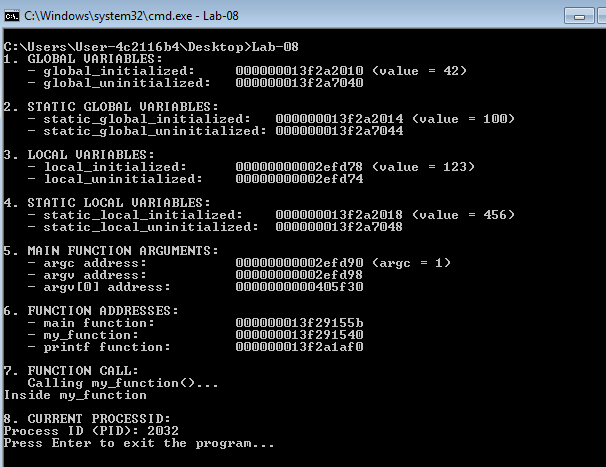 C:\Windows\system32\cmd.exe - Lab-08
C:\Users\User-4c2116b4\Desktop>Lab-08
1. GLOBAL VARIABLES:
- global_initialized: 000000013f2a2010 (value = 42)
- global_uninitialized: 000000013f2a7040
2. STATIC GLOBAL VARIABLES:
- static_global_initialized: 000000013f2a2014 (value = 100)
- static_global_uninitialized: 000000013f2a7044
3. LOCAL VARIABLES:
- local_initialized: 00000000002efd78 (value = 123)
- local_uninitialized: 00000000002efd74
4. STATIC LOCAL VARIABLES:
- static_local_initialized: 000000013f2a2018 (value = 456)
- static_local_uninitialized: 000000013f2a7048
5. MAIN FUNCTION ARGUMENTS:
- argc address: 00000000002efd90 (argc = 1)
- argv address: 00000000002efd98
- argv[0] address: 0000000000405f30
6. FUNCTION ADDRESSES:
- main function: 000000013f29155b
- my_function: 000000013f291540
- printf function: 000000013f2a1af0
7. FUNCTION CALL:
Calling my_function()...
Inside my_function
8. CURRENT PROCESSID:
Process ID (PID): 2032
Press Enter to exit the program...